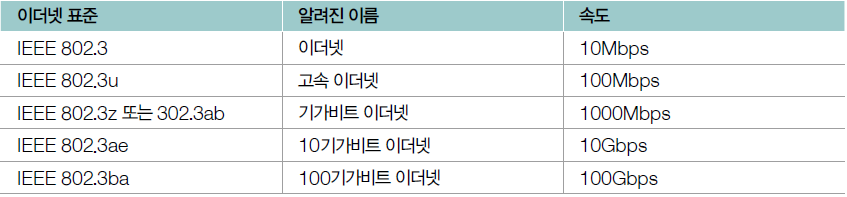 이더넷 표준 알려진 이름 속도
IEEE 802.3 이더넷 10Mbps
IEEE 802.3u 고속 이더넷 100Mbps
IEEE 802.3z 또는 302.3ab 기가비트 이더넷 1000Mbps
IEEE 802.3ae 10기가비트 이더넷 10Gbps
IEEE 802.3ba 100기가비트 이더넷 100Gbps